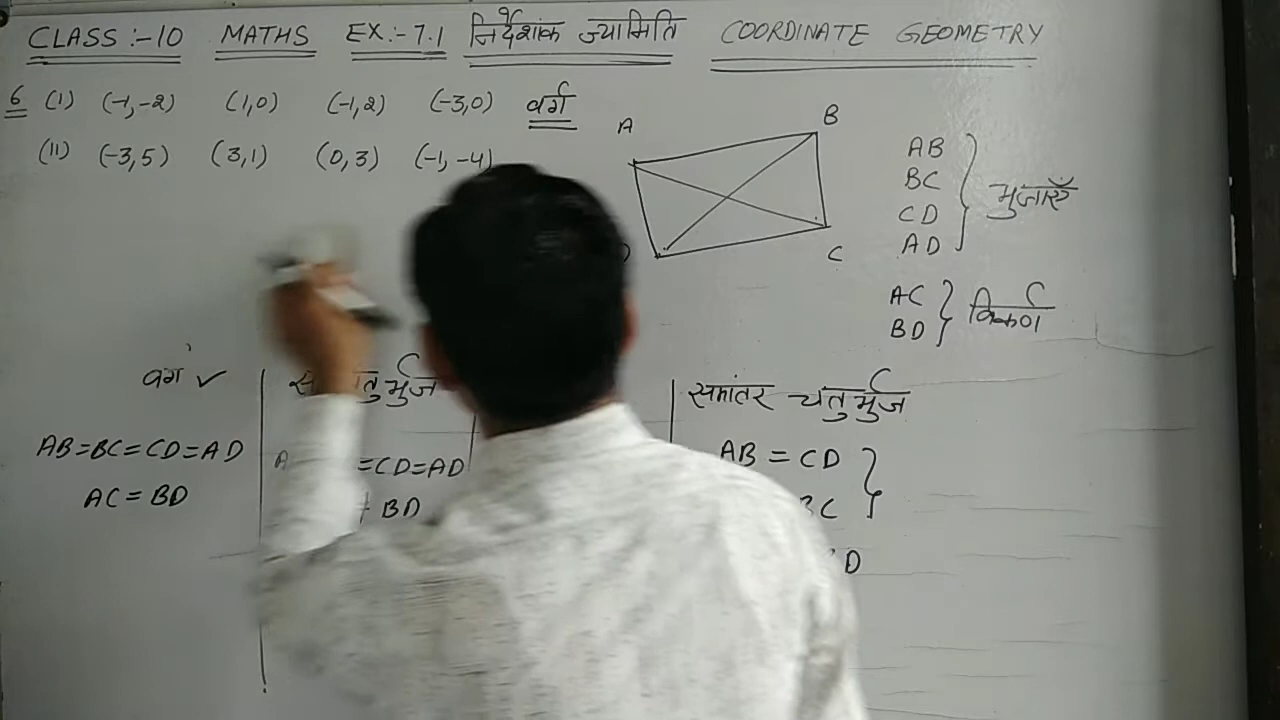 CLASS :- 10 MATHS EX :- 7.1 निर्देशांक ज्यामिति COORDINATE GEOMETRY
6 (I) (-1,-2) (1,0) (-1,2) (-3,0) वर्ग
(II) (-3,5) (3,1) (0,3) (-1,-4)
A B
D C
AB
BC
CD
AD
भुजाएँ
AC
BD
विकर्ण
वर्ग ✓
AB=BC=CD=AD
AC = BD
=CD=AD
≠ BD
समांतर चतुर्भुज
AB = CD
BC
D